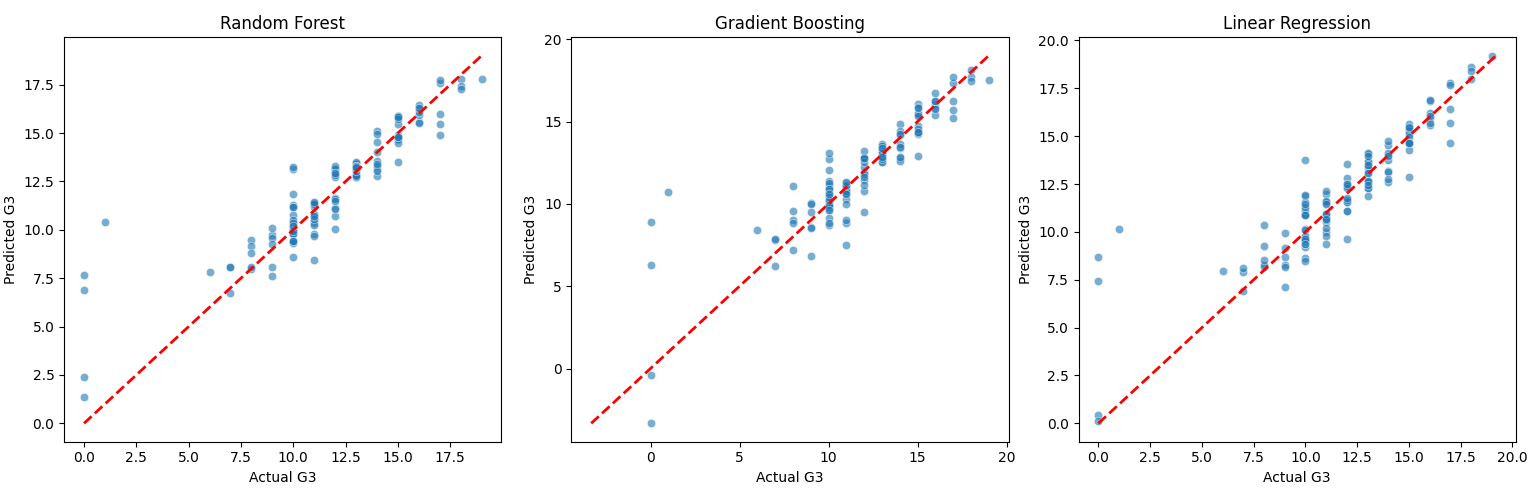 Random Forest
Predicted G3
17.5
15.0
12.5
10.0
7.5
5.0
2.5
0.0
0.0 2.5 5.0 7.5 10.0 12.5 15.0 17.5
Actual G3
Gradient Boosting
Predicted G3
20
15
10
5
0
0 5 10 15 20
Actual G3
Linear Regression
Predicted G3
20.0
17.5
15.0
12.5
10.0
7.5
5.0
2.5
0.0
0.0 2.5 5.0 7.5 10.0 12.5 15.0 17.5 20.0
Actual G3